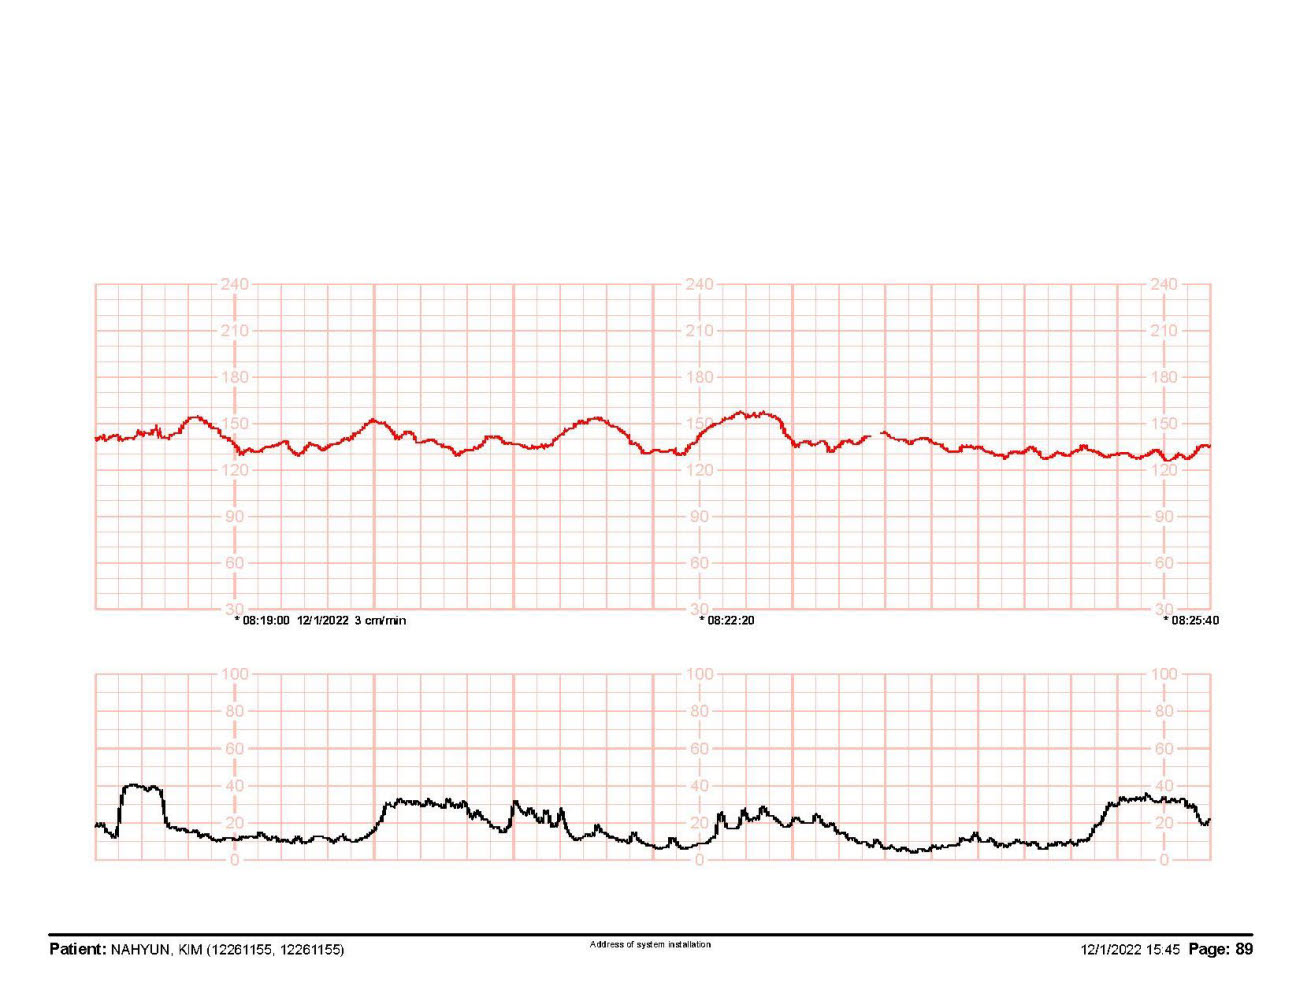 240 240 240
210 210 210
180 180 180
150 150 150
120 120 120
90 90 90
60 60 60
30 30 30
* 08:19:00 12/1/2022 3 cm/min * 08:22:20 * 08:25:40
100 100 100
80 80 80
60 60 60
40 40 40
20 20 20
0 0 0
Patient: NAHYUN, KIM (12261155, 12261155) Address of system installation 12/1/2022 15:45 Page: 89